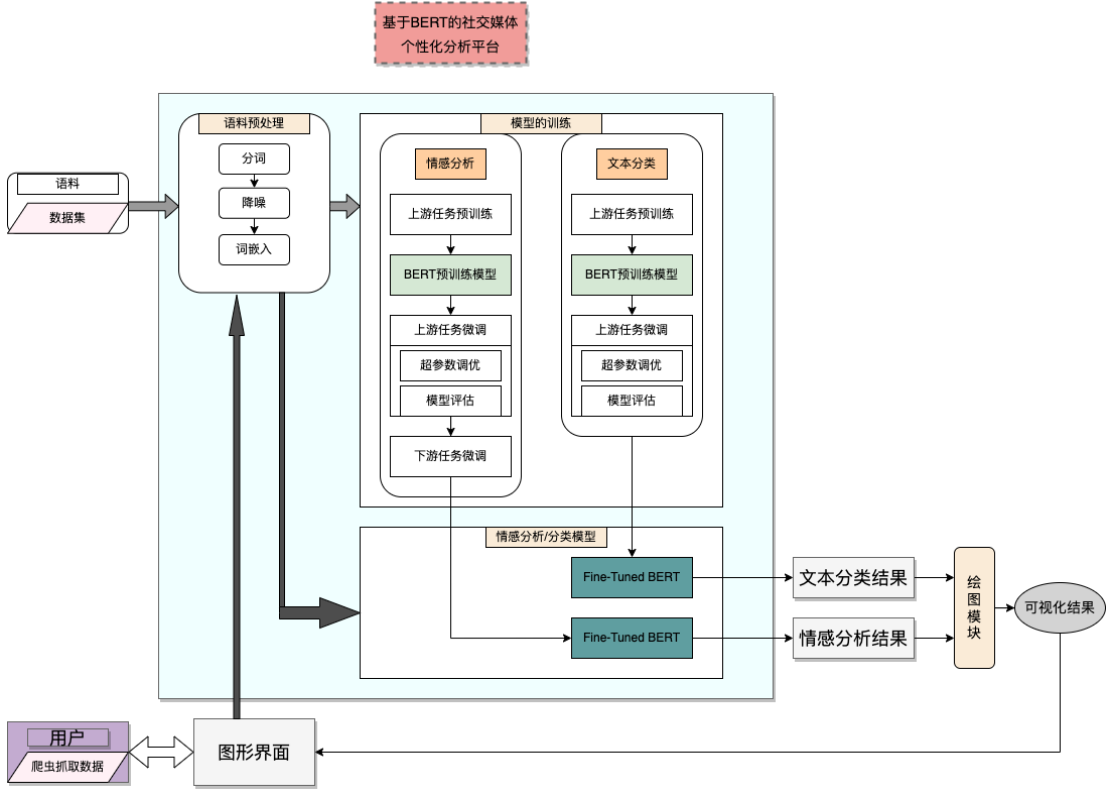 基于BERT的社交媒体
个性化分析平台
语料
数据集
语料预处理
分词
降噪
词嵌入
模型的训练
情感分析
上游任务预训练
BERT预训练模型
上游任务微调
超参数调优
模型评估
下游任务微调
文本分类
上游任务预训练
BERT预训练模型
上游任务微调
超参数调优
模型评估
情感分析/分类模型
Fine-Tuned BERT
Fine-Tuned BERT
文本分类结果
情感分析结果
绘图模块
可视化结果
用户
爬虫抓取数据
图形界面